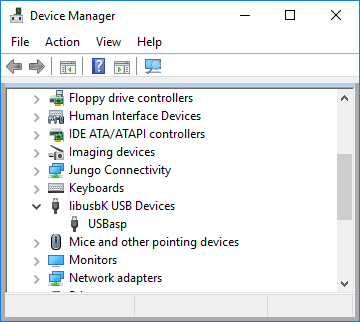 Device Manager
File Action View Help
Floppy drive controllers
Human Interface Devices
IDE ATA/ATAPI controllers
Imaging devices
Jungo Connectivity
Keyboards
libusbK USB Devices
USBasp
Mice and other pointing devices
Monitors
Network adapters